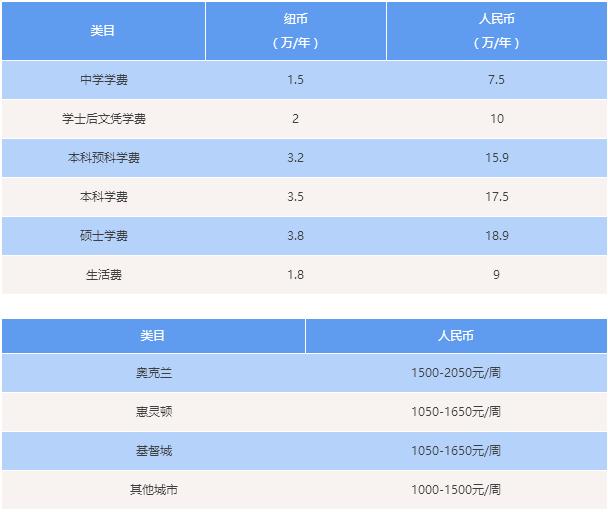 类目 纽币 人民币
（万/年） （万/年）
中学学费 1.5 7.5
学士后文凭学费 2 10
本科预科学费 3.2 15.9
本科学费 3.5 17.5
硕士学费 3.8 18.9
生活费 1.8 9
类目 人民币
奥克兰 1500-2050元/周
惠灵顿 1050-1650元/周
基督城 1050-1650元/周
其他城市 1000-1500元/周